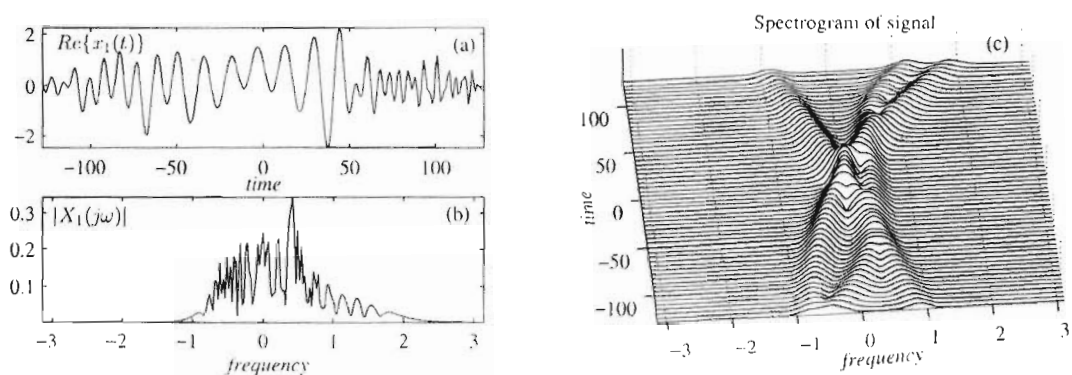 2
0
−2
Re{x₁(t)}
(a)
−100 −50 0 50 100
time
0.3
0.2
0.1
|X₁(jω)|
(b)
−3 −2 −1 0 1 2 3
frequency
Spectrogram of signal
(c)
100
50
0
−50
−100
time
−3 −2 −1 0 1 2 3
frequency